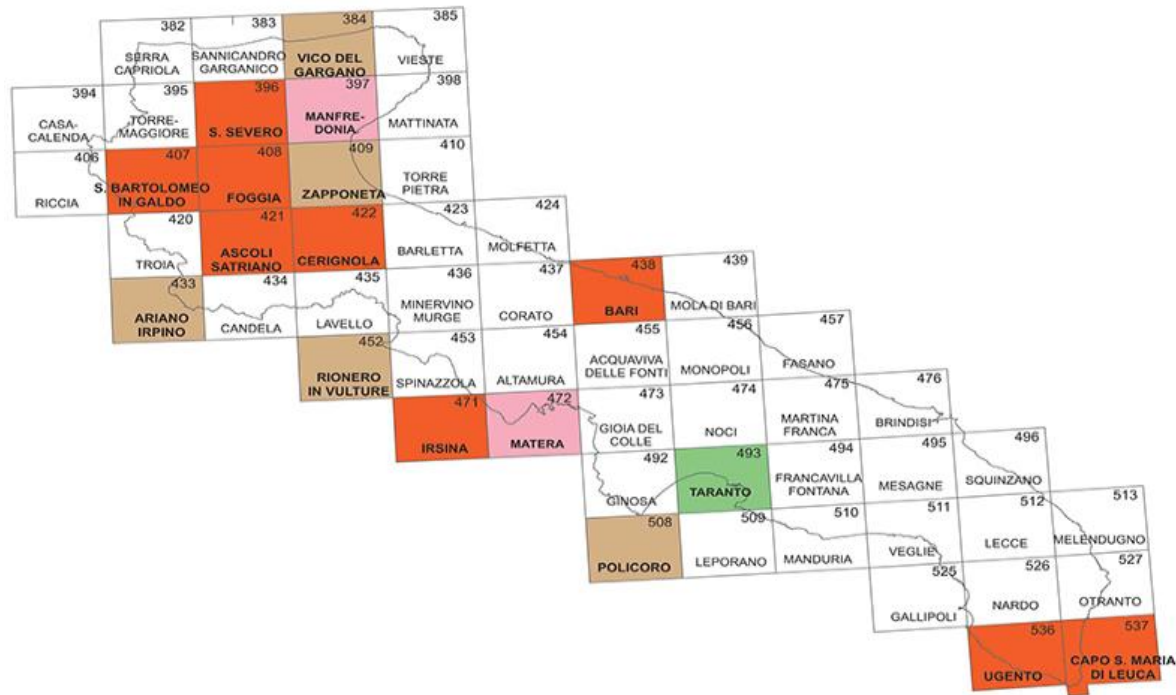 382
383
384
385
SERRA
CAPRIOLA
SANNICANDRO
GARGANICO
VICO DEL
GARGANO
VIESTE
394
395
396
397
398
CASA-
CALENDA
TORRE-
MAGGIORE
S. SEVERO
MANFRE-
DONIA
MATTINATA
406
407
408
409
410
RICCIA
S. BARTOLOMEO
IN GALDO
FOGGIA
ZAPPONETA
TORRE
PIETRA
420
421
422
423
424
TROIA
ASCOLI
SATRIANO
CERIGNOLA
BARLETTA
MOLFETTA
433
434
435
436
437
438
439
ARIANO
IRPINO
CANDELA
LAVELLO
MINERVINO
MURGE
CORATO
BARI
MOLA DI BARI
452
453
454
455
456
457
RIONERO
IN VULTURE
SPINAZZOLA
ALTAMURA
ACQUAVIVA
DELLE FONTI
MONOPOLI
FASANO
471
472
473
474
475
476
IRSINA
MATERA
GIOIA DEL
COLLE
NOCI
MARTINA
FRANCA
BRINDISI
492
493
494
495
496
GINOSA
TARANTO
FRANCAVILLA
FONTANA
MESAGNE
SQUINZANO
508
509
510
511
512
513
POLICORO
LEPORANO
MANDURIA
VEGLIE
LECCE
MELENDUGNO
525
526
527
GALLIPOLI
NARDO
OTRANTO
536
537
UGENTO
CAPO S. MARIA
DI LEUCA